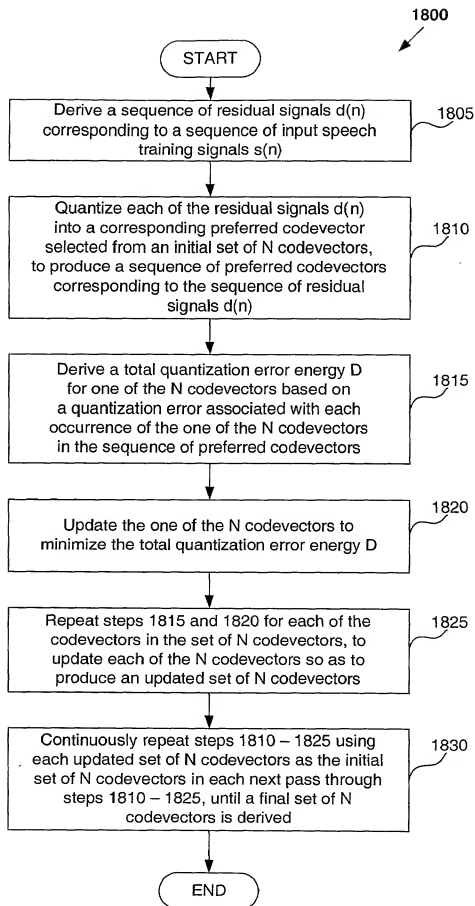 1800
START
Derive a sequence of residual signals d(n)
corresponding to a sequence of input speech
training signals s(n)
1805
Quantize each of the residual signals d(n)
into a corresponding preferred codevector
selected from an initial set of N codevectors,
to produce a sequence of preferred codevectors
corresponding to the sequence of residual
signals d(n)
1810
Derive a total quantization error energy D
for one of the N codevectors based on
a quantization error associated with each
occurrence of the one of the N codevectors
in the sequence of preferred codevectors
1815
Update the one of the N codevectors to
minimize the total quantization error energy D
1820
Repeat steps 1815 and 1820 for each of the
codevectors in the set of N codevectors, to
update each of the N codevectors so as to
produce an updated set of N codevectors
1825
Continuously repeat steps 1810 – 1825 using
each updated set of N codevectors as the initial
set of N codevectors in each next pass through
steps 1810 – 1825, until a final set of N
codevectors is derived
1830
END